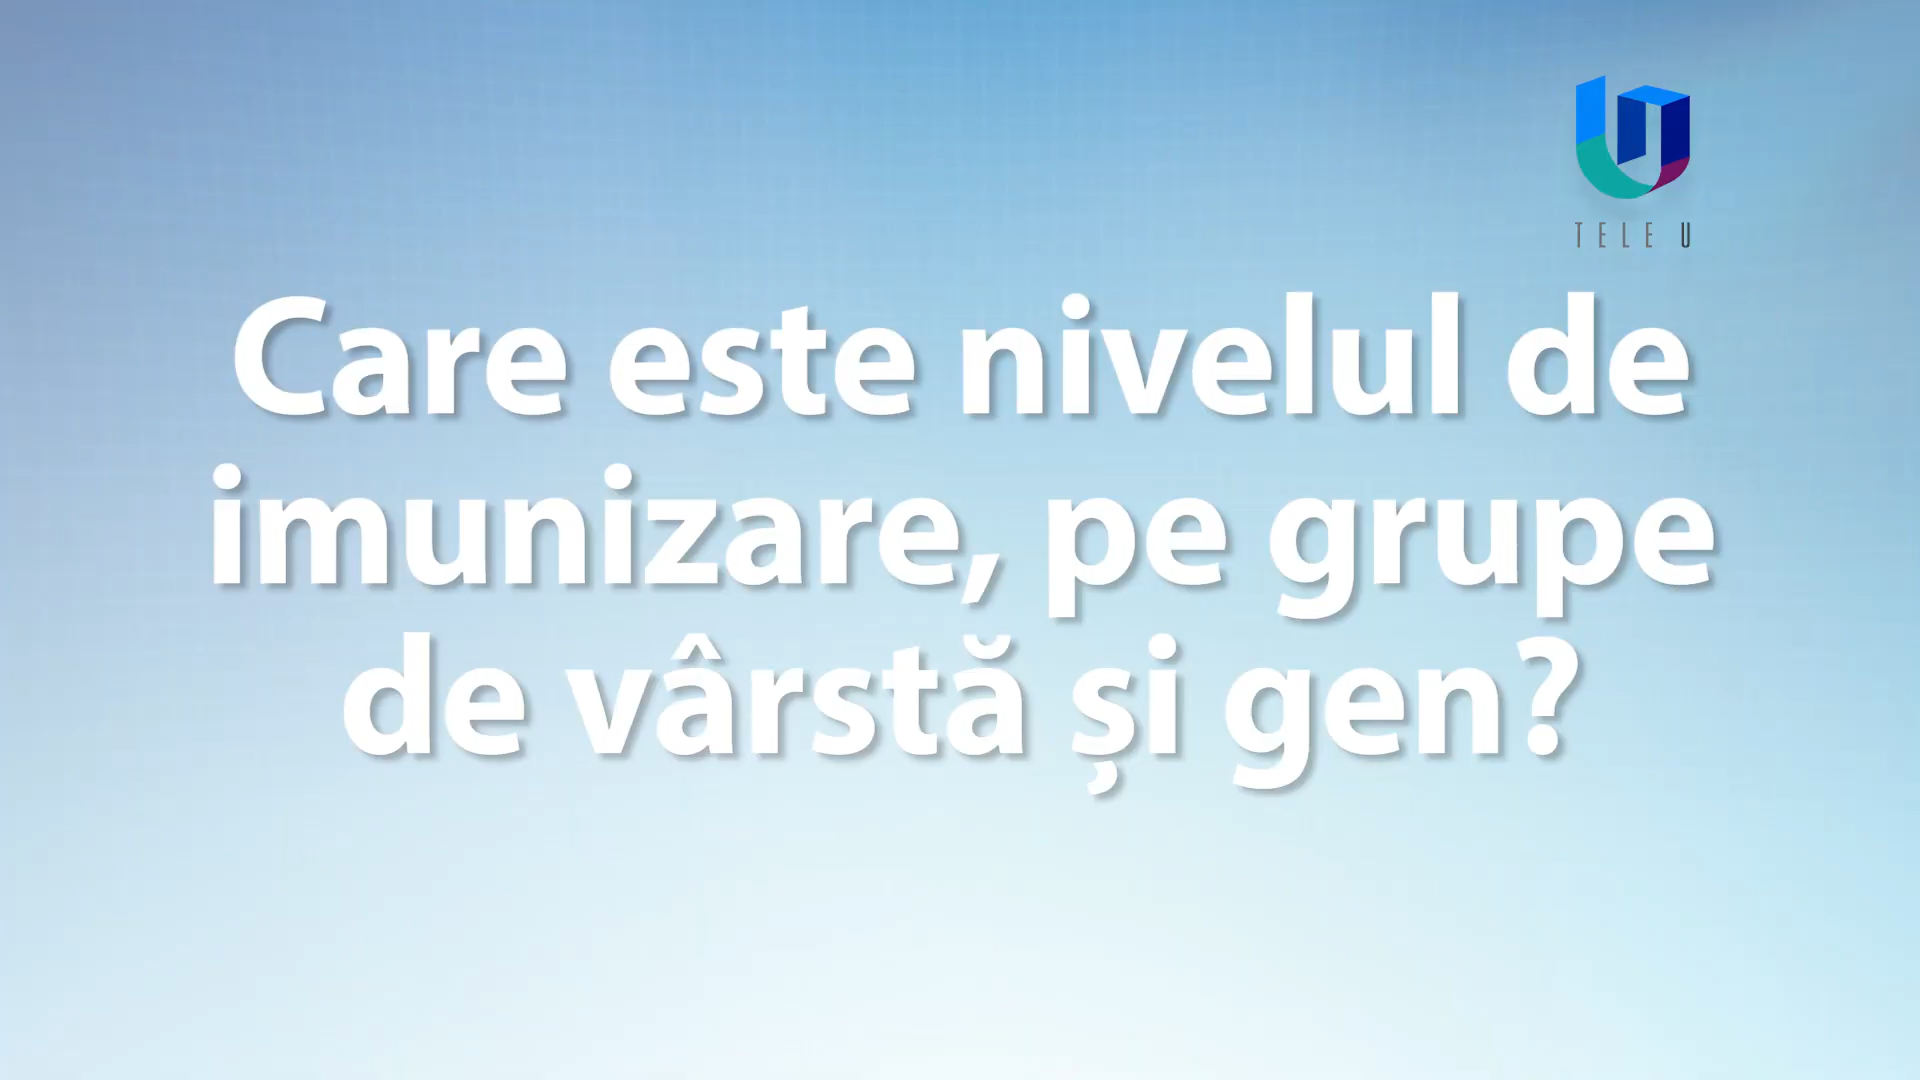 TELE U
Care este nivelul de
imunizare, pe grupe
de vârstă și gen?